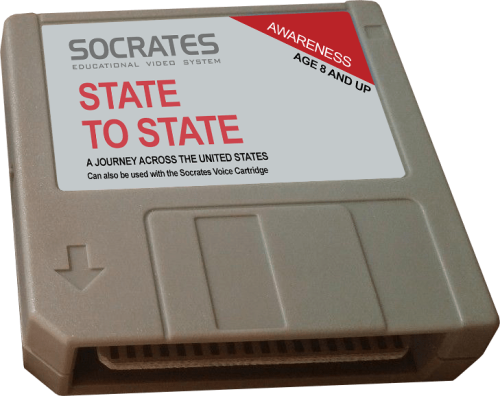 SOCRATES
EDUCATIONAL VIDEO SYSTEM
AWARENESS
AGE 8 AND UP
STATE
TO STATE
A JOURNEY ACROSS THE UNITED STATES
Can also be used with the Socrates Voice Cartridge